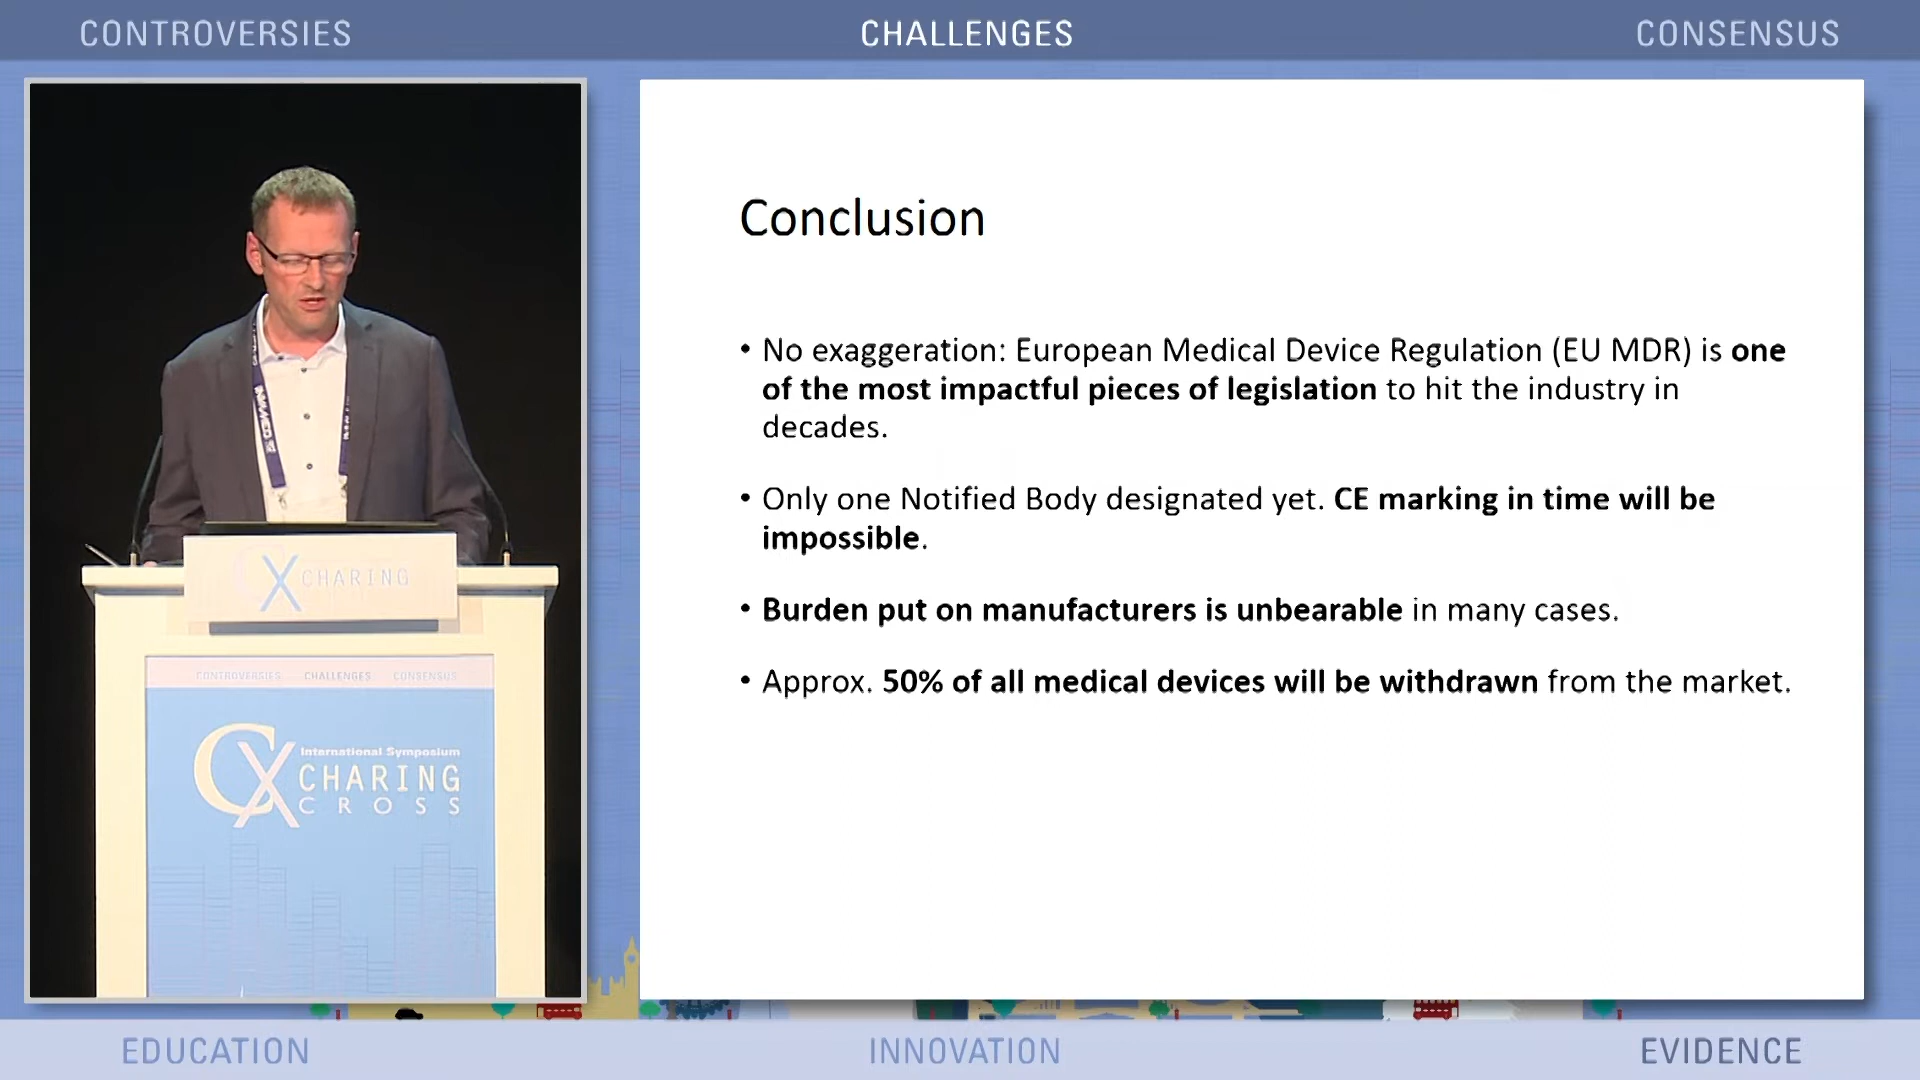 CONTROVERSIES
CHALLENGES
CONSENSUS
Conclusion
• No exaggeration: European Medical Device Regulation (EU MDR) is one
of the most impactful pieces of legislation to hit the industry in
decades.
• Only one Notified Body designated yet. CE marking in time will be
impossible.
• Burden put on manufacturers is unbearable in many cases.
• Approx. 50% of all medical devices will be withdrawn from the market.
CX CHARING
CONTROVERSIES CHALLENGES CONSENSUS
International Symposium
CX CHARING
CROSS
EDUCATION
INNOVATION
EVIDENCE